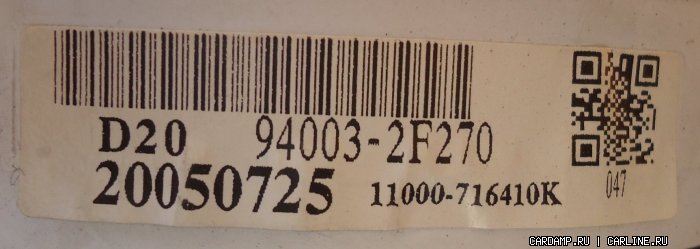 D20 94003-2F270
20050725 11000-716410K
047
CARDAMP.RU | CARLINE.RU